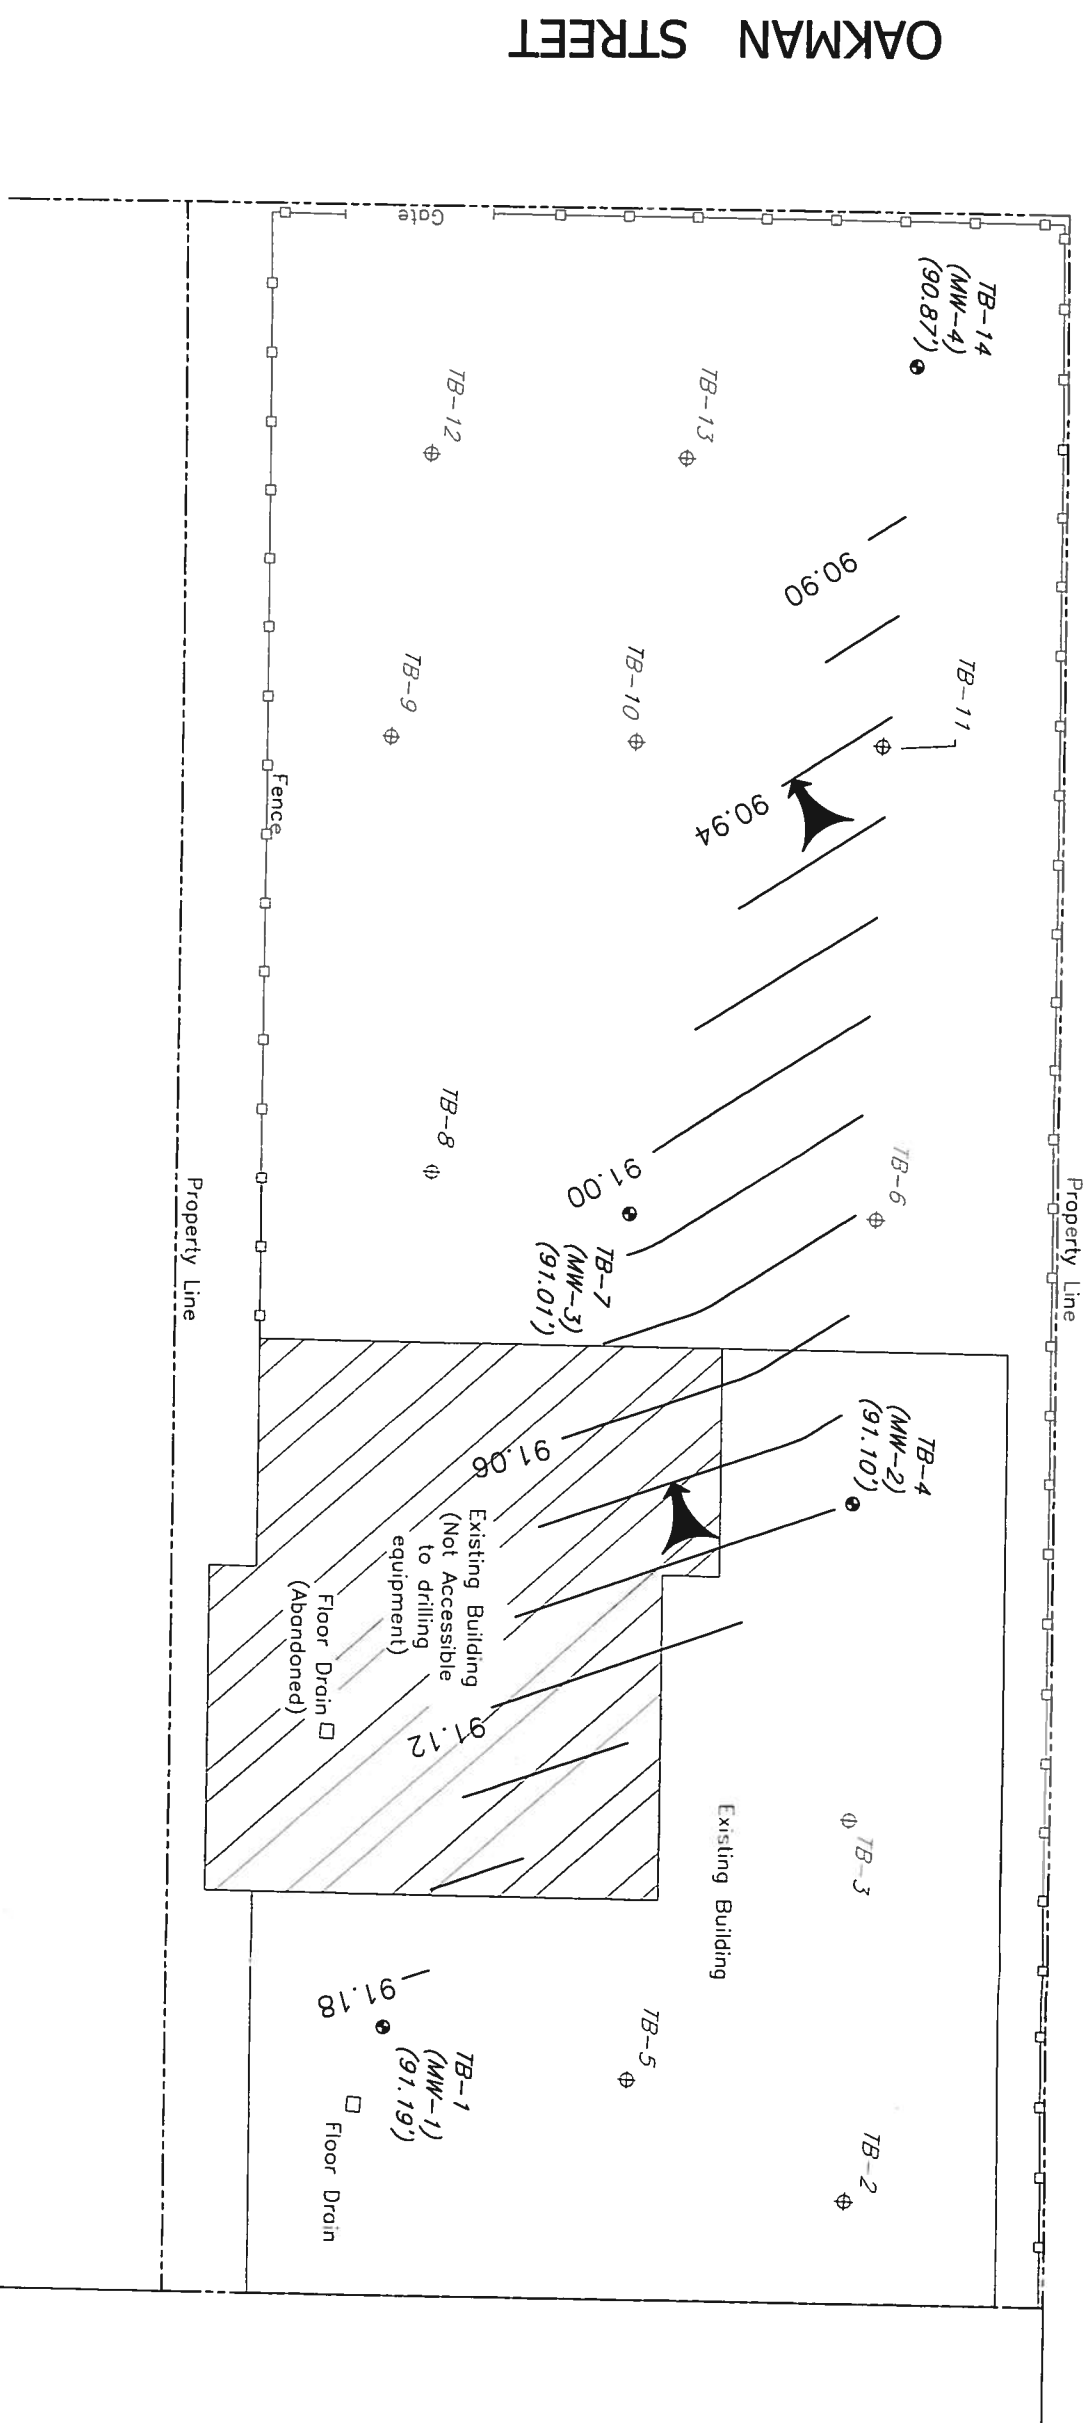 OAKMAN STREET
Gate
TB-14
(MW-4)
(90.87')
TB-13
TB-12
90.90
TB-11
TB-10
TB-9
90.94
Fence
TB-8
TB-6
91.00
TB-7
(MW-3)
(91.01')
Property Line
Property Line
TB-4
(MW-2)
(91.10')
91.06
Existing Building
(Not Accessible
to drilling
equipment)
Floor Drain
(Abandoned)
91.12
Existing Building
TB-3
91.18
TB-1
(MW-1)
(91.19')
TB-5
TB-2
Floor Drain